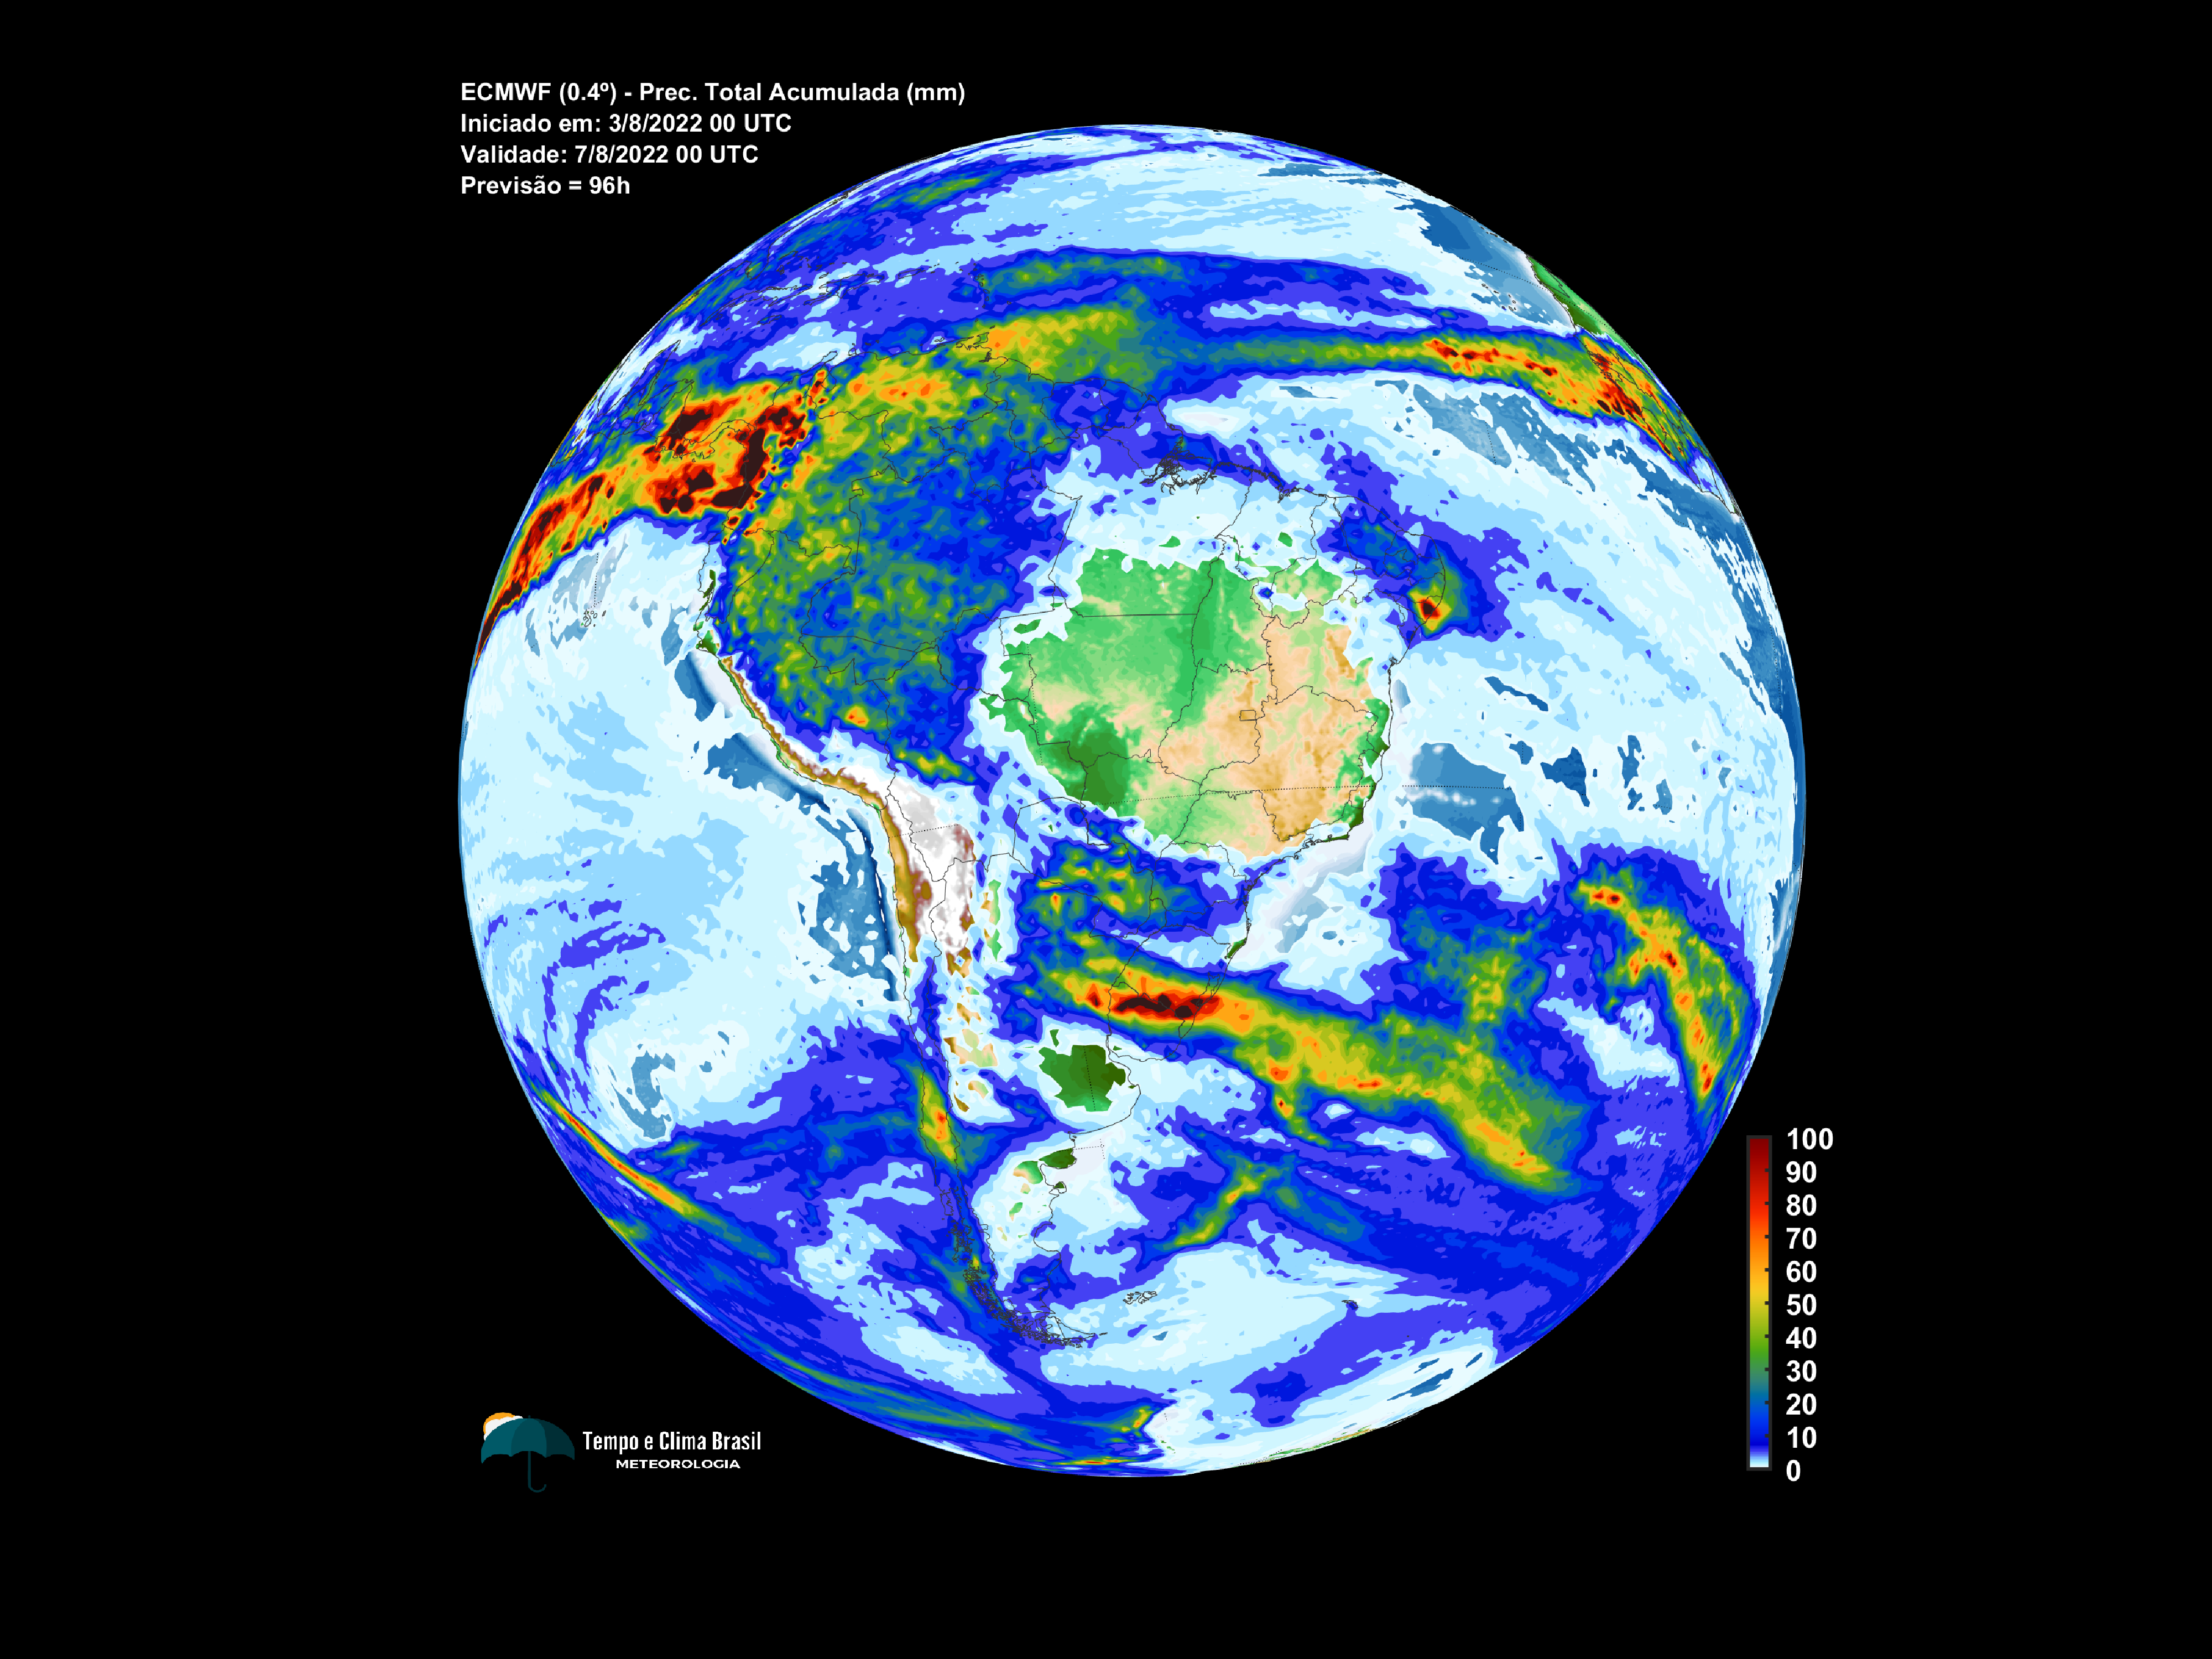 ECMWF (0.4º) - Prec. Total Acumulada (mm)
Iniciado em: 3/8/2022 00 UTC
Validade: 7/8/2022 00 UTC
Previsão = 96h
100
90
80
70
60
50
40
30
20
10
0
Tempo e Clima Brasil
METEOROLOGIA